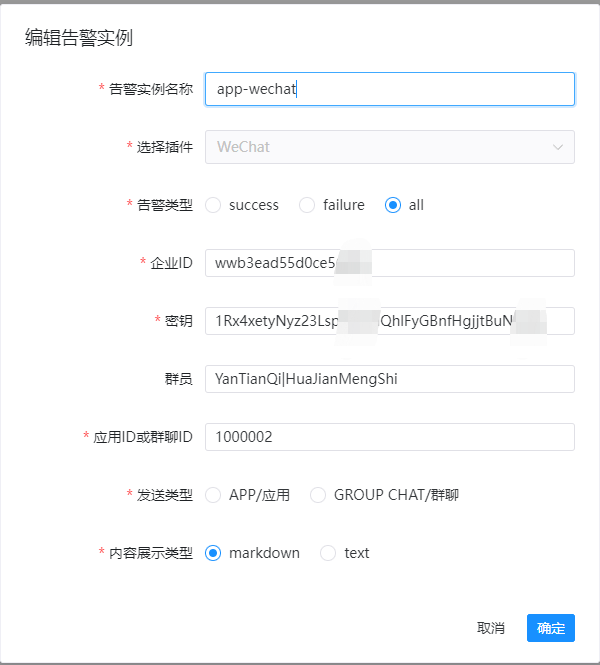 编辑告警实例
* 告警实例名称 app-wechat
* 选择插件 WeChat
* 告警类型 success failure all
* 企业ID wwb3ead55d0ce5
* 密钥 1Rx4xetyNyz23Lsp QhlFyGBnfHgjjtBuN
群员 YanTianQi|HuaJianMengShi
* 应用ID或群聊ID 1000002
* 发送类型 APP/应用 GROUP CHAT/群聊
* 内容展示类型 markdown text
取消 确定